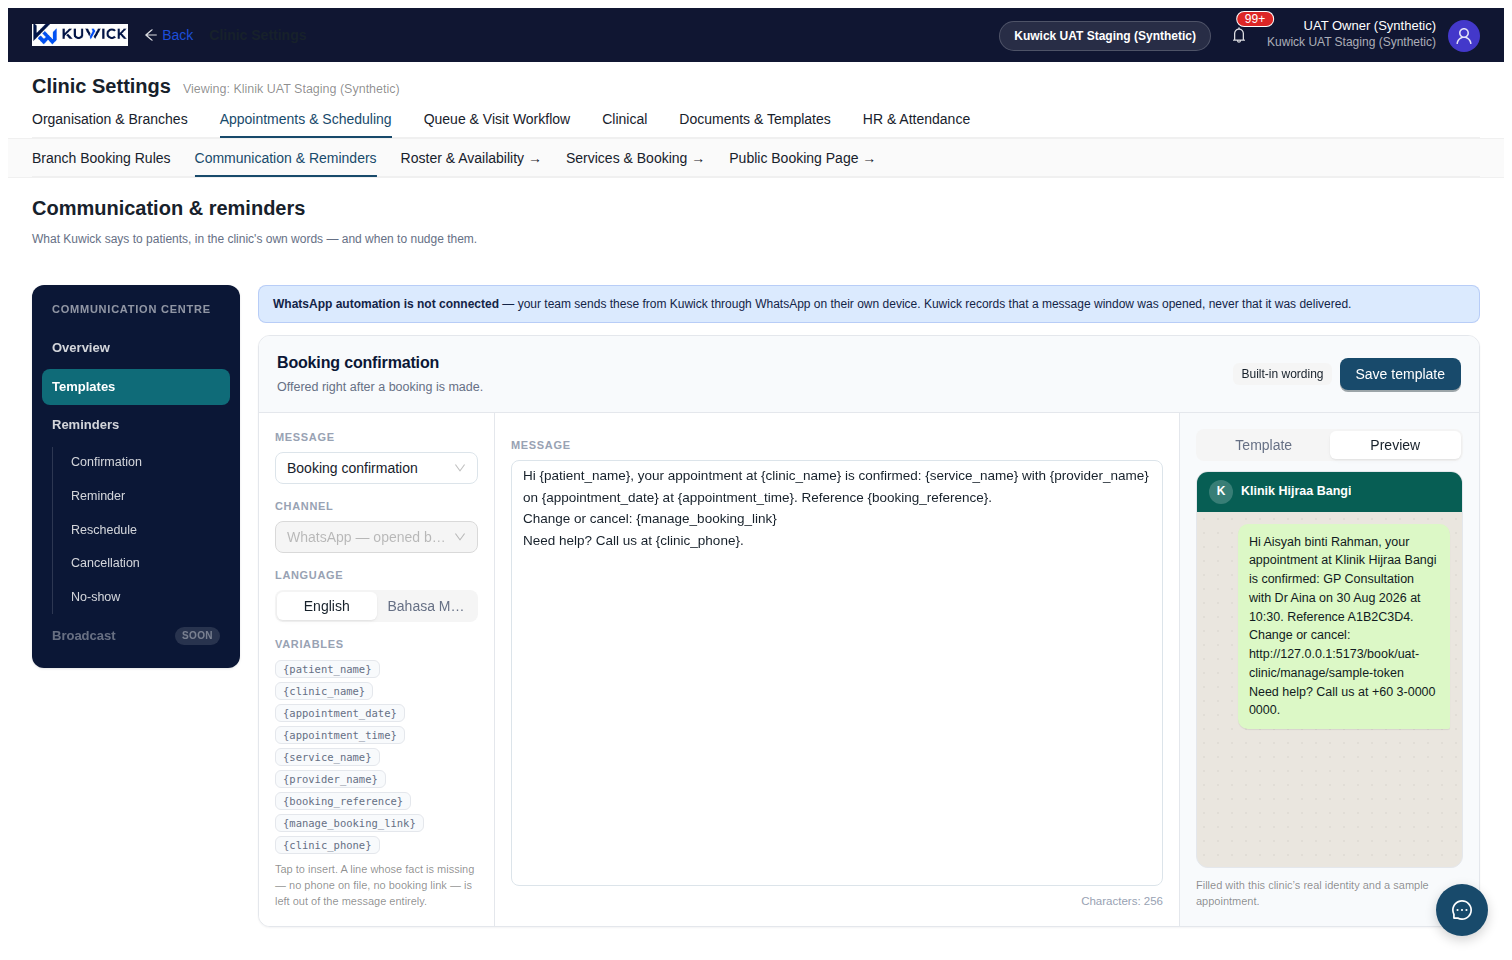 KUWICK
Back
Clinic Settings
Kuwick UAT Staging (Synthetic)
99+
UAT Owner (Synthetic)
Kuwick UAT Staging (Synthetic)
Clinic Settings
Viewing: Klinik UAT Staging (Synthetic)
Organisation & Branches
Appointments & Scheduling
Queue & Visit Workflow
Clinical
Documents & Templates
HR & Attendance
Branch Booking Rules
Communication & Reminders
Roster & Availability →
Services & Booking →
Public Booking Page →
Communication & reminders
What Kuwick says to patients, in the clinic's own words — and when to nudge them.
COMMUNICATION CENTRE
Overview
Templates
Reminders
Confirmation
Reminder
Reschedule
Cancellation
No-show
Broadcast
SOON
WhatsApp automation is not connected — your team sends these from Kuwick through WhatsApp on their own device. Kuwick records that a message window was opened, never that it was delivered.
Booking confirmation
Offered right after a booking is made.
Built-in wording
Save template
MESSAGE
Booking confirmation
CHANNEL
WhatsApp — opened b…
LANGUAGE
English
Bahasa M…
VARIABLES
{patient_name}
{clinic_name}
{appointment_date}
{appointment_time}
{service_name}
{provider_name}
{booking_reference}
{manage_booking_link}
{clinic_phone}
Tap to insert. A line whose fact is missing
— no phone on file, no booking link — is
left out of the message entirely.
MESSAGE
Hi {patient_name}, your appointment at {clinic_name} is confirmed: {service_name} with {provider_name}
on {appointment_date} at {appointment_time}. Reference {booking_reference}.
Change or cancel: {manage_booking_link}
Need help? Call us at {clinic_phone}.
Characters: 256
Template
Preview
K
Klinik Hijraa Bangi
Hi Aisyah binti Rahman, your
appointment at Klinik Hijraa Bangi
is confirmed: GP Consultation
with Dr Aina on 30 Aug 2026 at
10:30. Reference A1B2C3D4.
Change or cancel:
http://127.0.0.1:5173/book/uat-
clinic/manage/sample-token
Need help? Call us at +60 3-0000
0000.
Filled with this clinic's real identity and a sample
appointment.